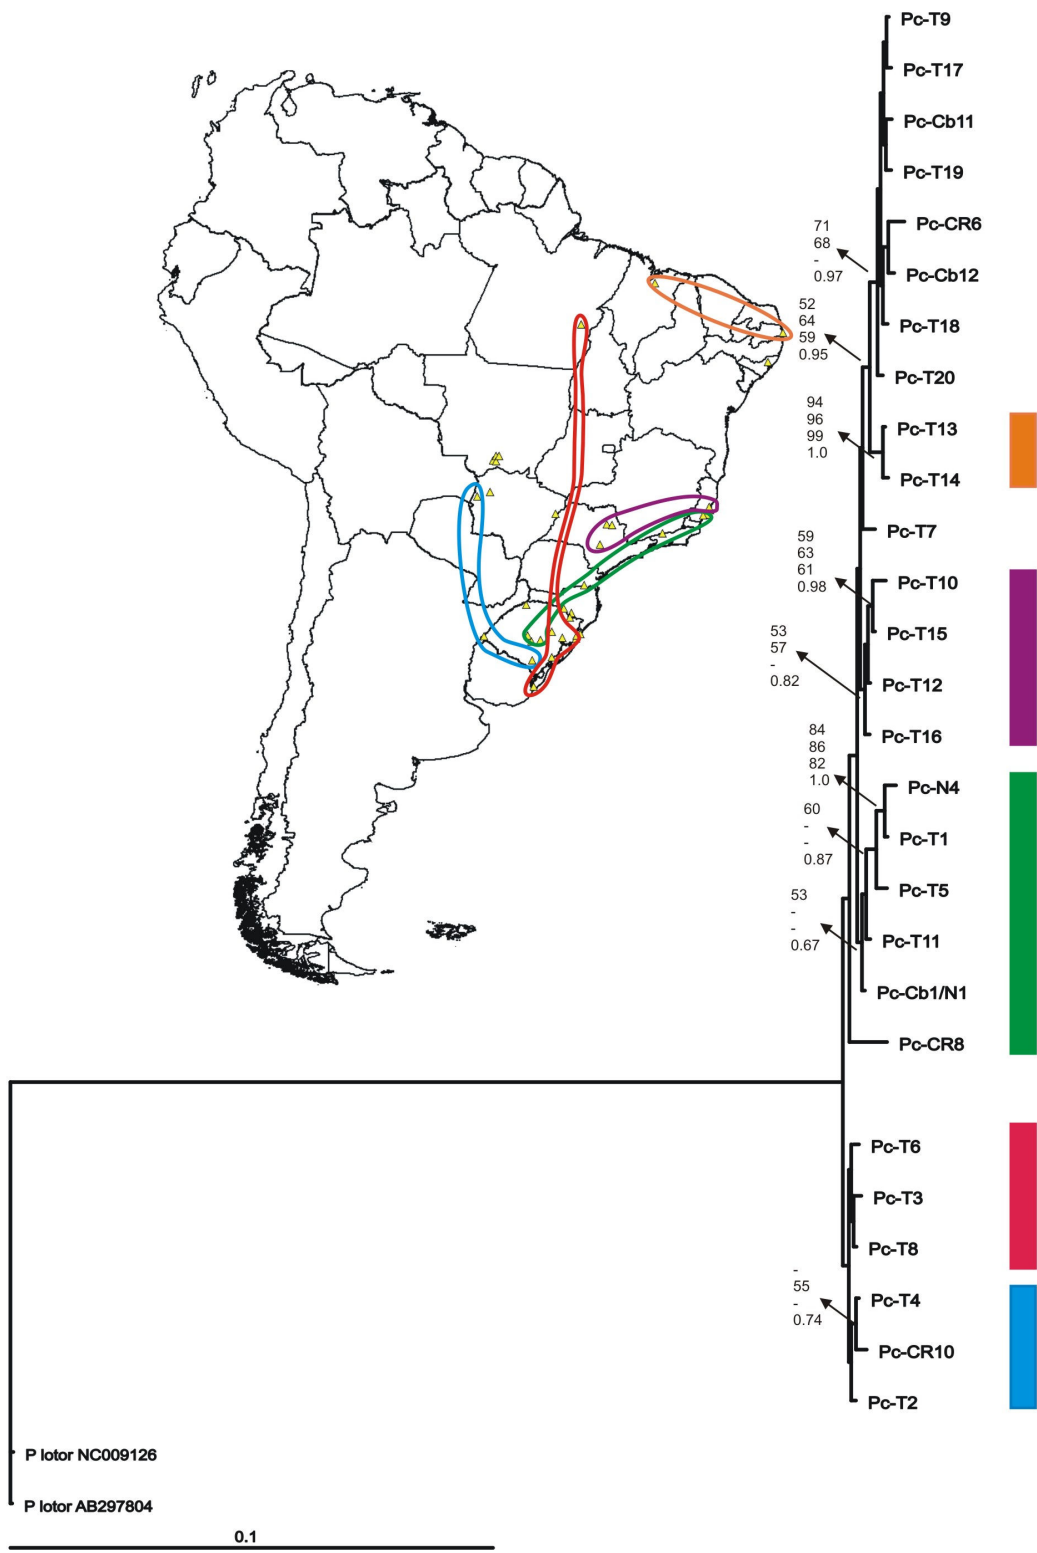 Pc-T9
Pc-T17
Pc-Cb11
Pc-T19
71
68
-
0.97
Pc-CR6
Pc-Cb12
52
64
59
0.95
Pc-T18
Pc-T20
94
96
99
1.0
Pc-T13
Pc-T14
Pc-T7
59
63
61
0.98
Pc-T10
Pc-T15
53
57
-
0.82
Pc-T12
Pc-T16
84
86
82
1.0
Pc-N4
60
-
-
0.87
Pc-T1
Pc-T5
53
-
-
0.67
Pc-T11
Pc-Cb1/N1
Pc-CR8
Pc-T6
Pc-T3
Pc-T8
-
55
-
0.74
Pc-T4
Pc-CR10
Pc-T2
P lotor NC009126
P lotor AB297804
0.1